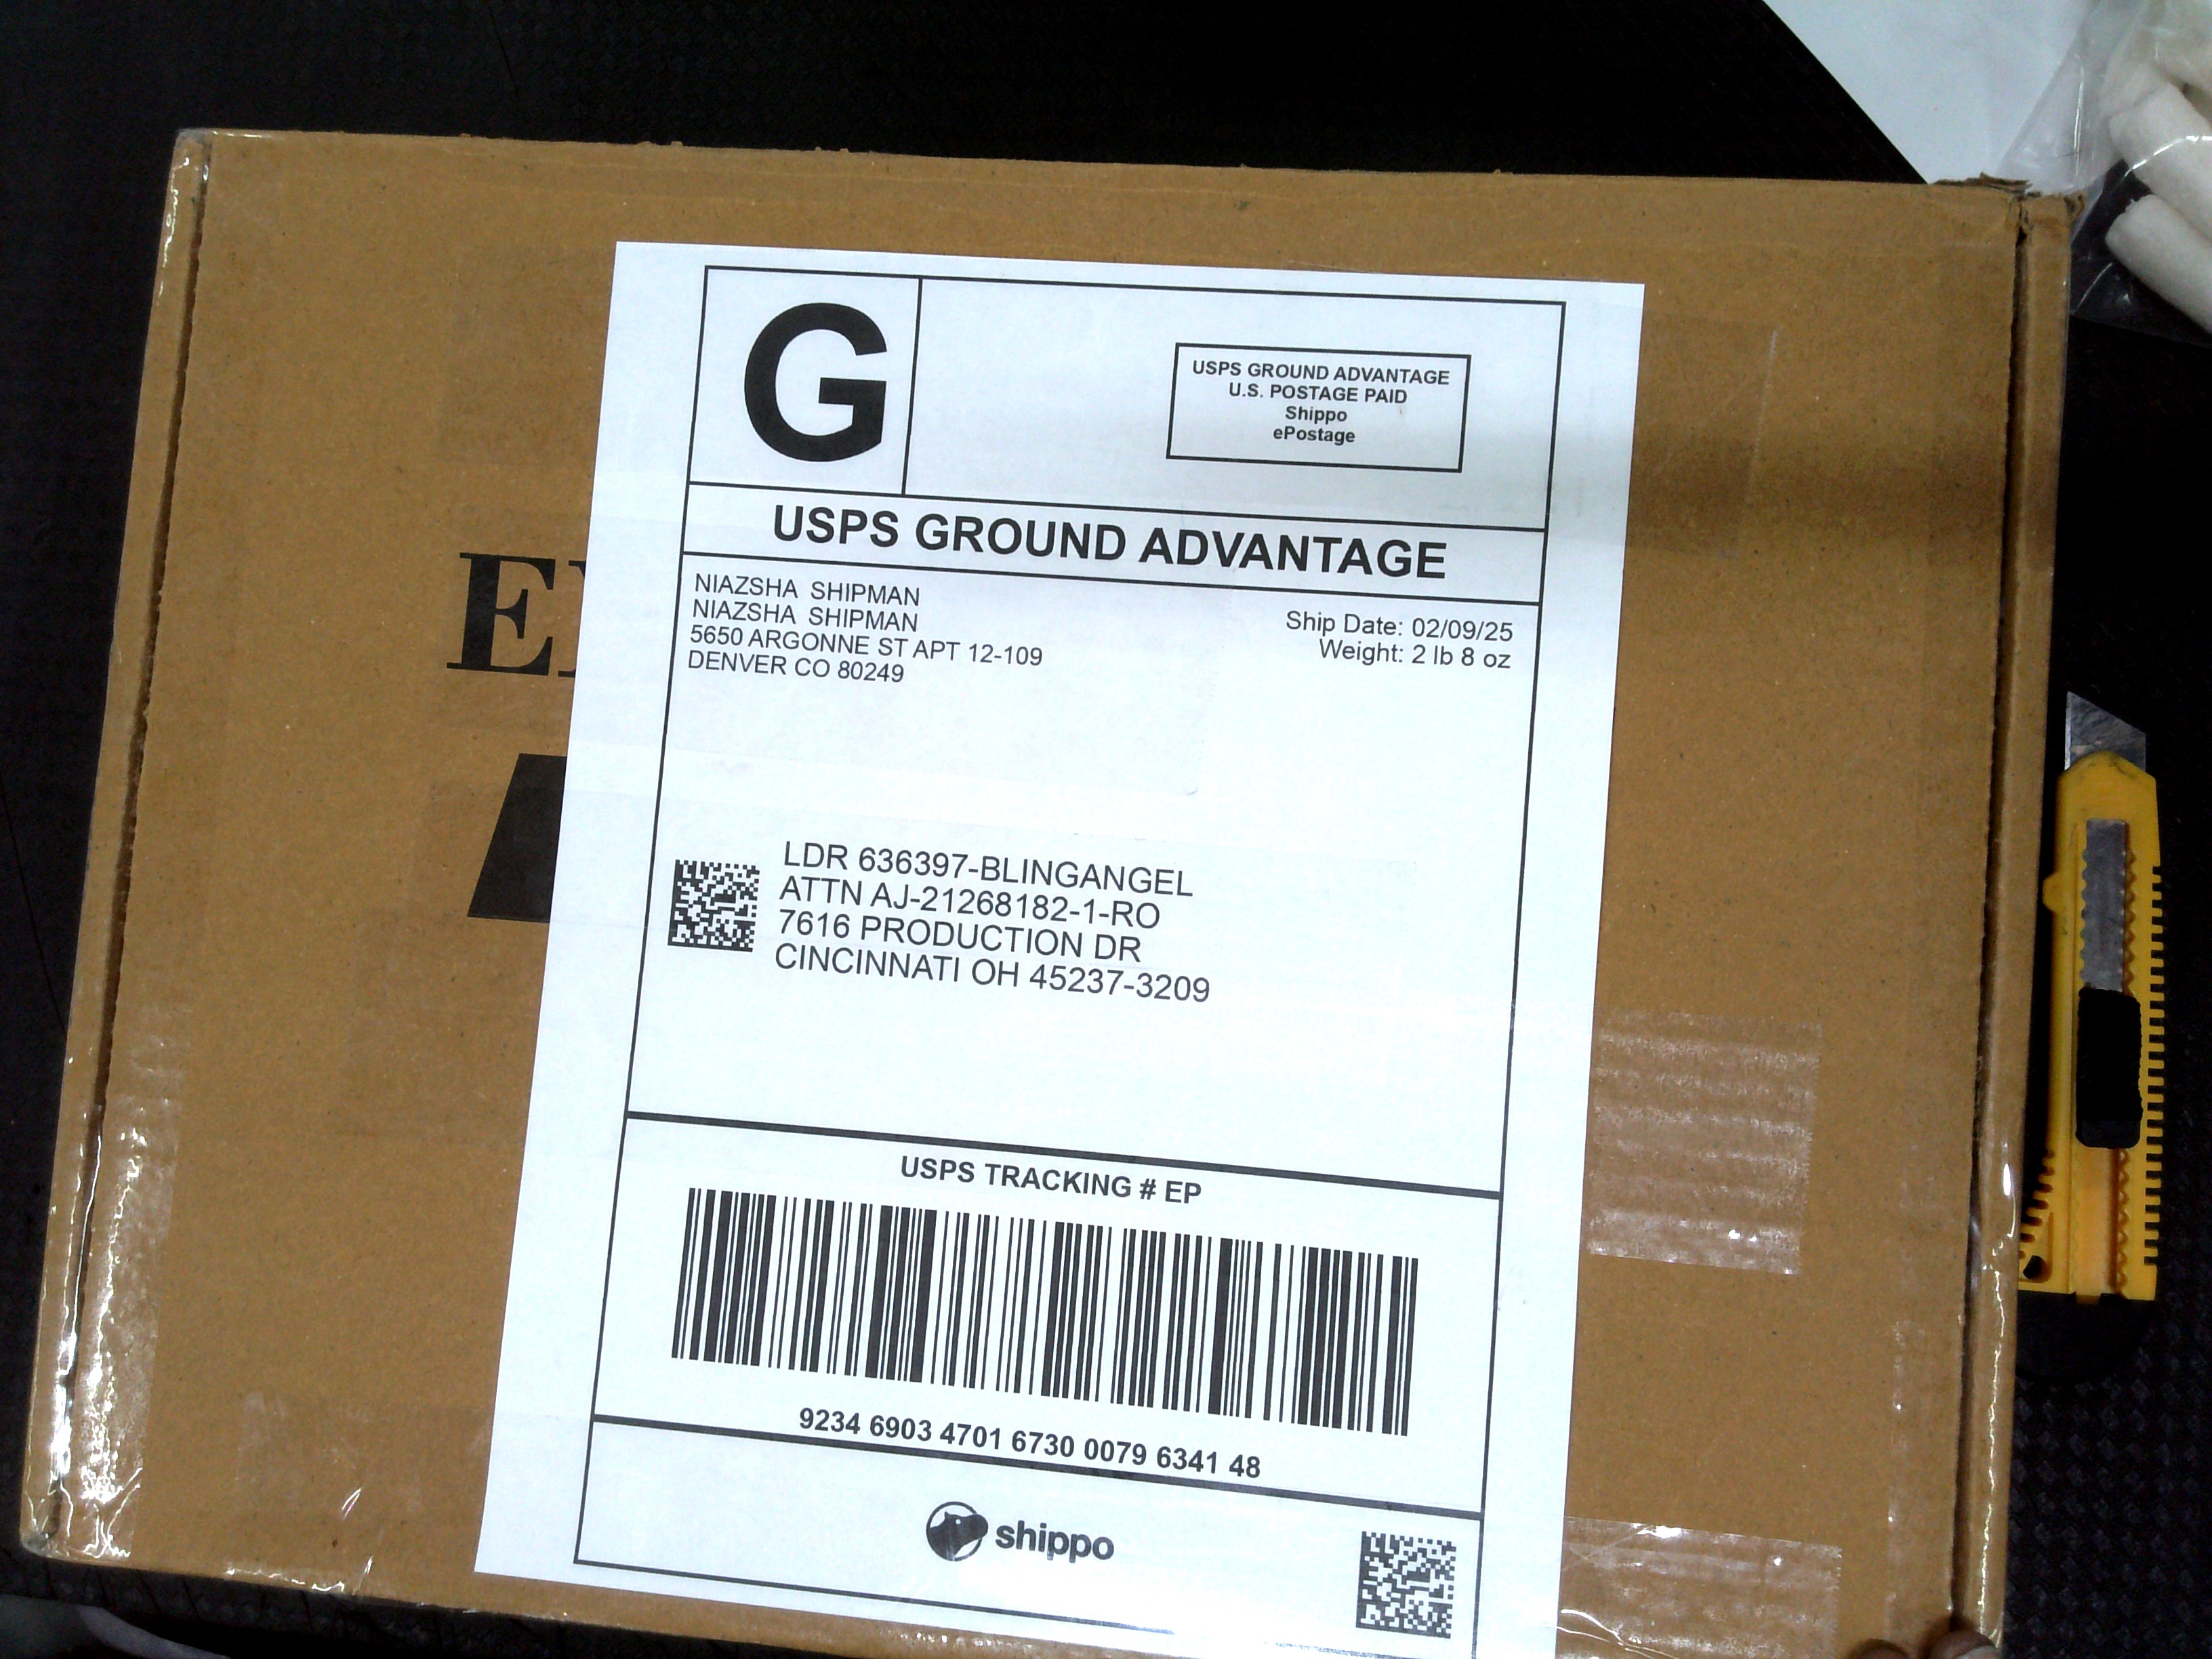 G
USPS GROUND ADVANTAGE
U.S. POSTAGE PAID
Shippo
ePostage
USPS GROUND ADVANTAGE
NIAZSHA SHIPMAN
NIAZSHA SHIPMAN
5650 ARGONNE ST APT 12-109
DENVER CO 80249
Ship Date: 02/09/25
Weight: 2 lb 8 oz
LDR 636397-BLINGANGEL
ATTN AJ-21268182-1-RO
7616 PRODUCTION DR
CINCINNATI OH 45237-3209
USPS TRACKING # EP
9234 6903 4701 6730 0079 6341 48
shippo